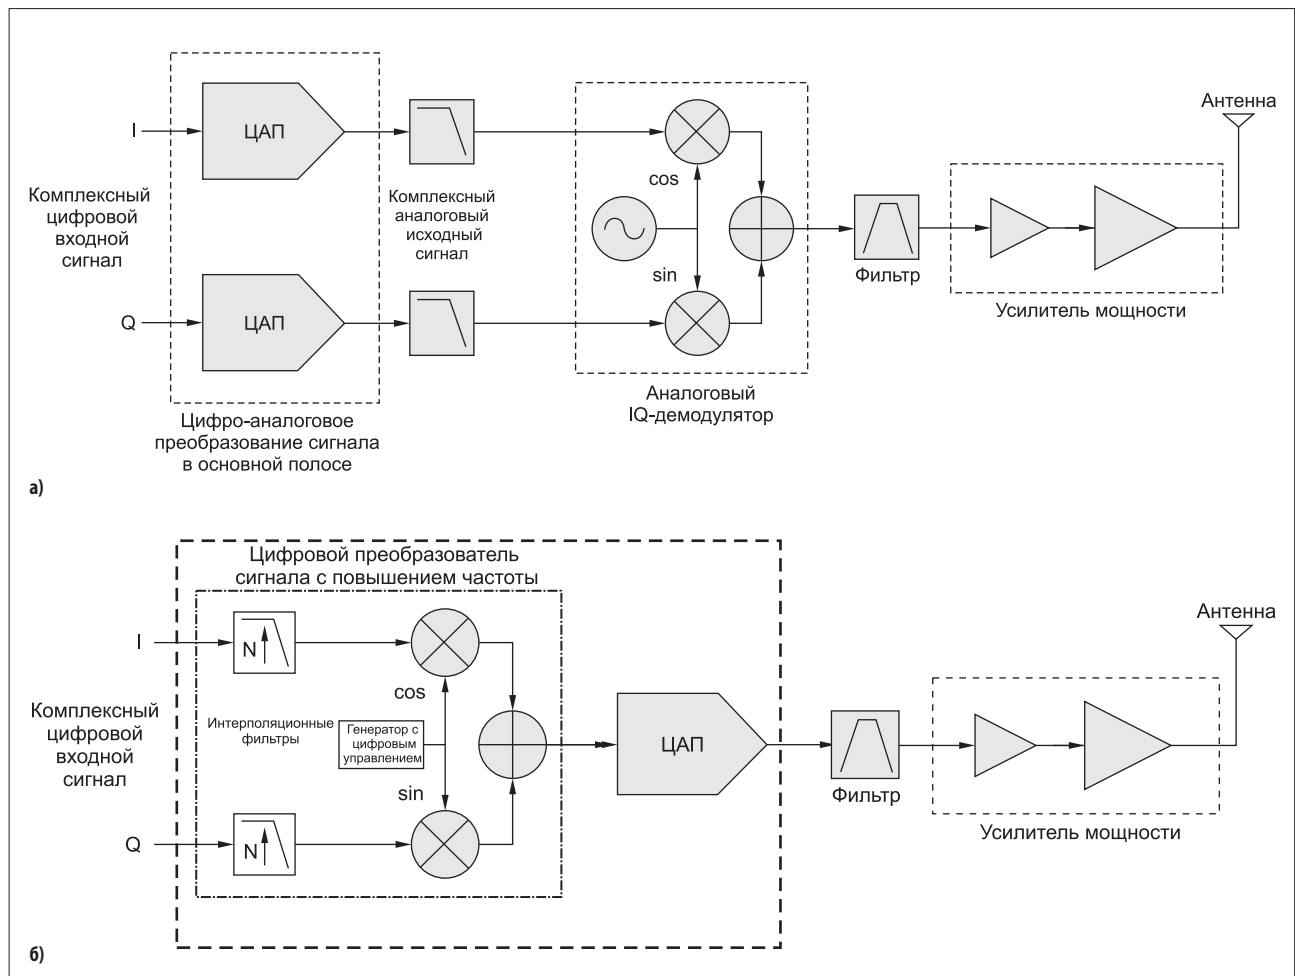 Антенна
I
ЦАП
cos
Комплексный
цифровой
входной
сигнал
Комплексный
аналоговый
исходный
сигнал
sin
Фильтр
Усилитель мощности
Q
ЦАП
Аналоговый
IQ-демодулятор
Цифро-аналоговое
преобразование сигнала
в основной полосе
а)
Цифровой преобразователь
сигнала с повышением частоты
Антенна
I
N
cos
Комплексный
цифровой
входной
сигнал
Интерполяционные
фильтры
Генератор с
цифровым
управлением
ЦАП
sin
Фильтр
Усилитель мощности
Q
N
б)